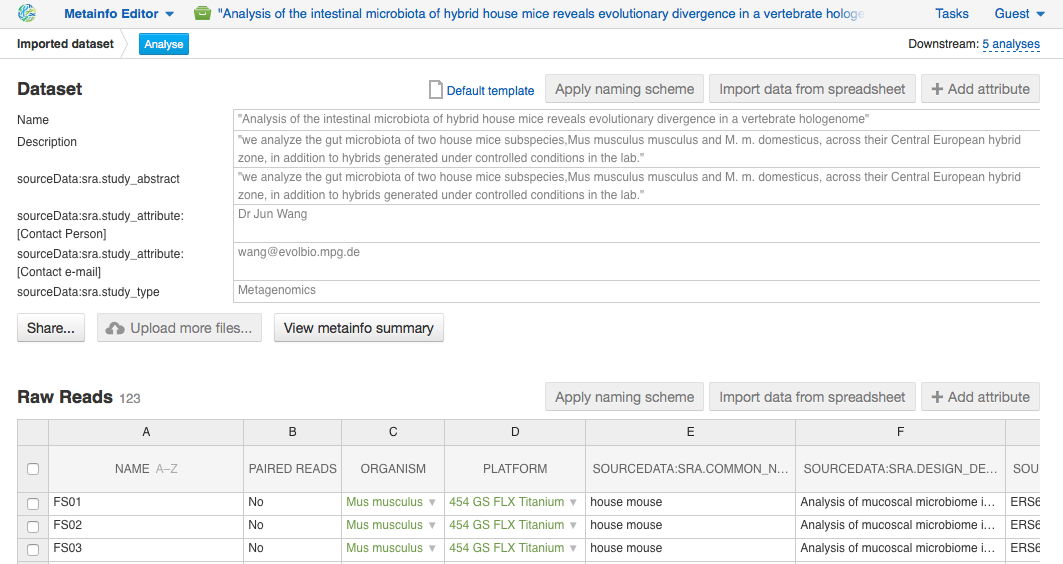 Metainfo Editor "Analysis of the intestinal microbiota of hybrid house mice reveals evolutionary divergence in a vertebrate hologe Tasks Guest
Imported dataset Analyse Downstream: 5 analyses
Dataset Default template Apply naming scheme Import data from spreadsheet + Add attribute
Name "Analysis of the intestinal microbiota of hybrid house mice reveals evolutionary divergence in a vertebrate hologenome"
Description "we analyze the gut microbiota of two house mice subspecies,Mus musculus musculus and M. m. domesticus, across their Central European hybrid
zone, in addition to hybrids generated under controlled conditions in the lab."
sourceData:sra.study_abstract "we analyze the gut microbiota of two house mice subspecies,Mus musculus musculus and M. m. domesticus, across their Central European hybrid
zone, in addition to hybrids generated under controlled conditions in the lab."
sourceData:sra.study_attribute: Dr Jun Wang
[Contact Person]
sourceData:sra.study_attribute: wang@evolbio.mpg.de
[Contact e-mail]
sourceData:sra.study_type Metagenomics
Share... Upload more files... View metainfo summary
Raw Reads 123 Apply naming scheme Import data from spreadsheet + Add attribute
A B C D E F
NAME A–Z PAIRED READS ORGANISM PLATFORM SOURCEDATA:SRA.COMMON_N... SOURCEDATA:SRA.DESIGN_DE... SOU
FS01 No Mus musculus 454 GS FLX Titanium house mouse Analysis of mucoscal microbiome i... ERS6
FS02 No Mus musculus 454 GS FLX Titanium house mouse Analysis of mucoscal microbiome i... ERS6
FS03 No Mus musculus 454 GS FLX Titanium house mouse Analysis of mucoscal microbiome i... ERS6